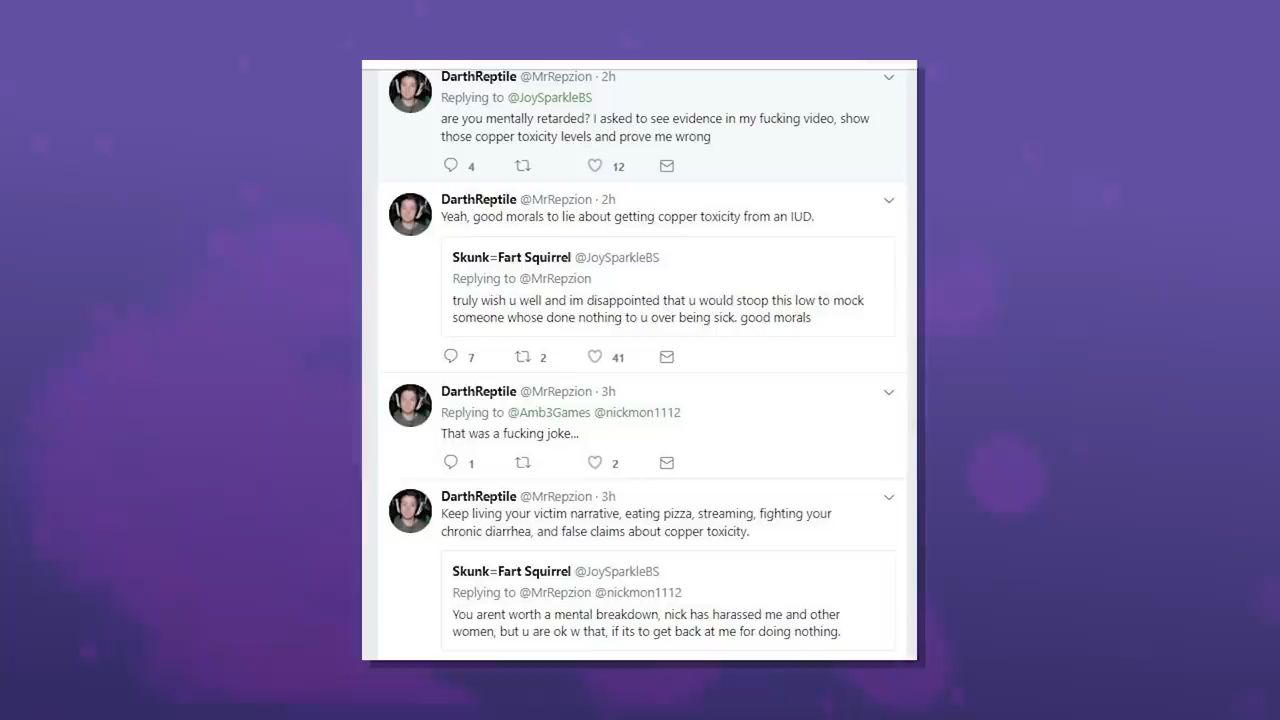 DarthReptile @MrRepzion · 2h
Replying to @JoySparkleBS
are you mentally retarded? I asked to see evidence in my fucking video, show
those copper toxicity levels and prove me wrong
4 12
DarthReptile @MrRepzion · 2h
Yeah, good morals to lie about getting copper toxicity from an IUD.
Skunk=Fart Squirrel @JoySparkleBS
Replying to @MrRepzion
truly wish u well and im disappointed that u would stoop this low to mock
someone whose done nothing to u over being sick. good morals
7 2 41
DarthReptile @MrRepzion · 3h
Replying to @Amb3Games @nickmon1112
That was a fucking joke...
1 2
DarthReptile @MrRepzion · 3h
Keep living your victim narrative, eating pizza, streaming, fighting your
chronic diarrhea, and false claims about copper toxicity.
Skunk=Fart Squirrel @JoySparkleBS
Replying to @MrRepzion @nickmon1112
You arent worth a mental breakdown, nick has harassed me and other
women, but u are ok w that, if its to get back at me for doing nothing.